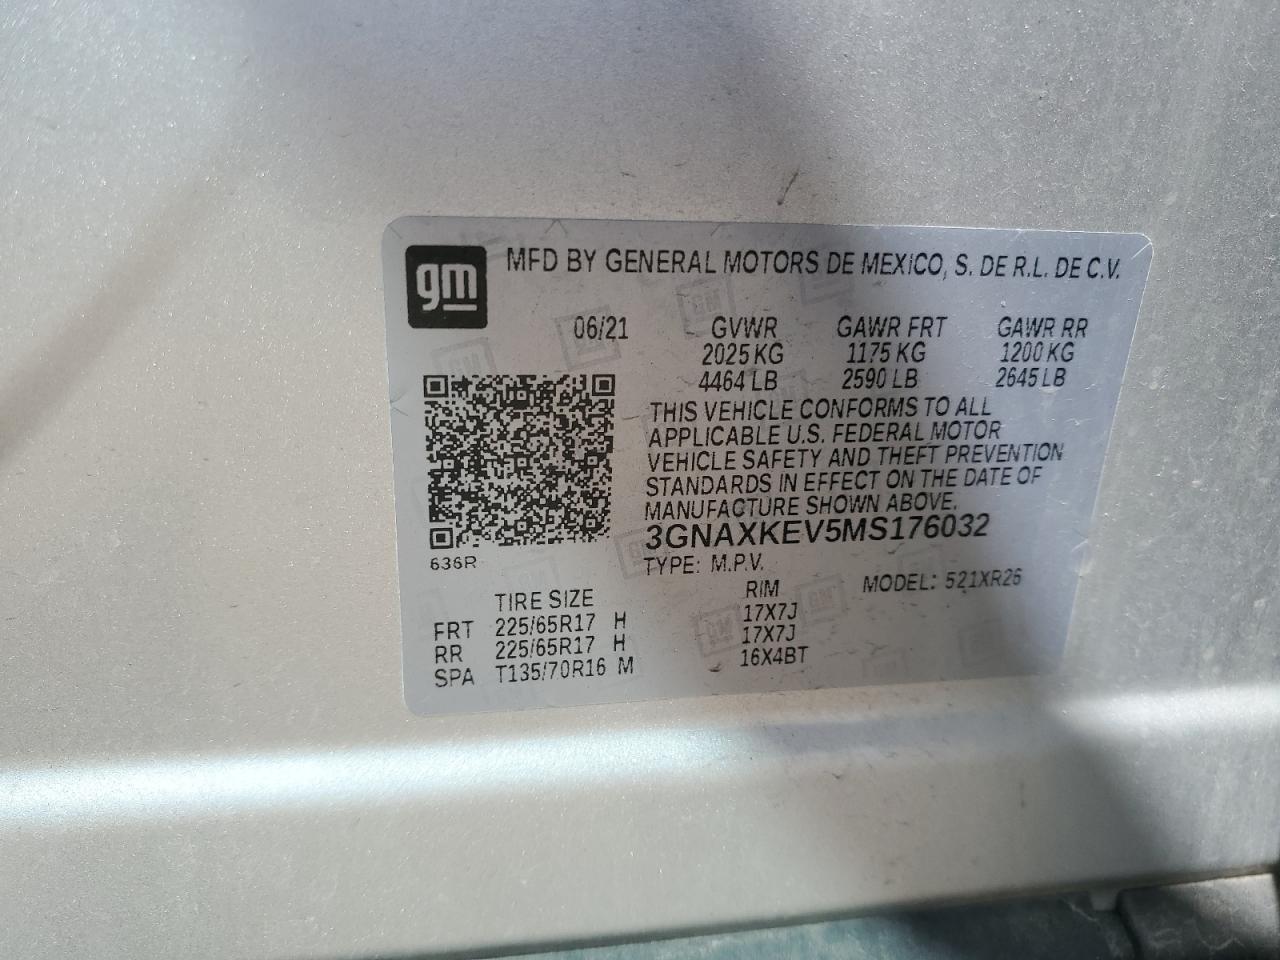 gm
MFD BY GENERAL MOTORS DE MEXICO, S. DE R.L. DE C.V.
06/21 GVWR GAWR FRT GAWR RR
2025 KG 1175 KG 1200 KG
4464 LB 2590 LB 2645 LB
THIS VEHICLE CONFORMS TO ALL
APPLICABLE U.S. FEDERAL MOTOR
VEHICLE SAFETY AND THEFT PREVENTION
STANDARDS IN EFFECT ON THE DATE OF
MANUFACTURE SHOWN ABOVE.
3GNAXKEV5MS176032
636R
TYPE: M.P.V.
MODEL: 521XR26
TIRE SIZE RIM
FRT 225/65R17 H 17X7J
RR 225/65R17 H 17X7J
SPA T135/70R16 M 16X4BT